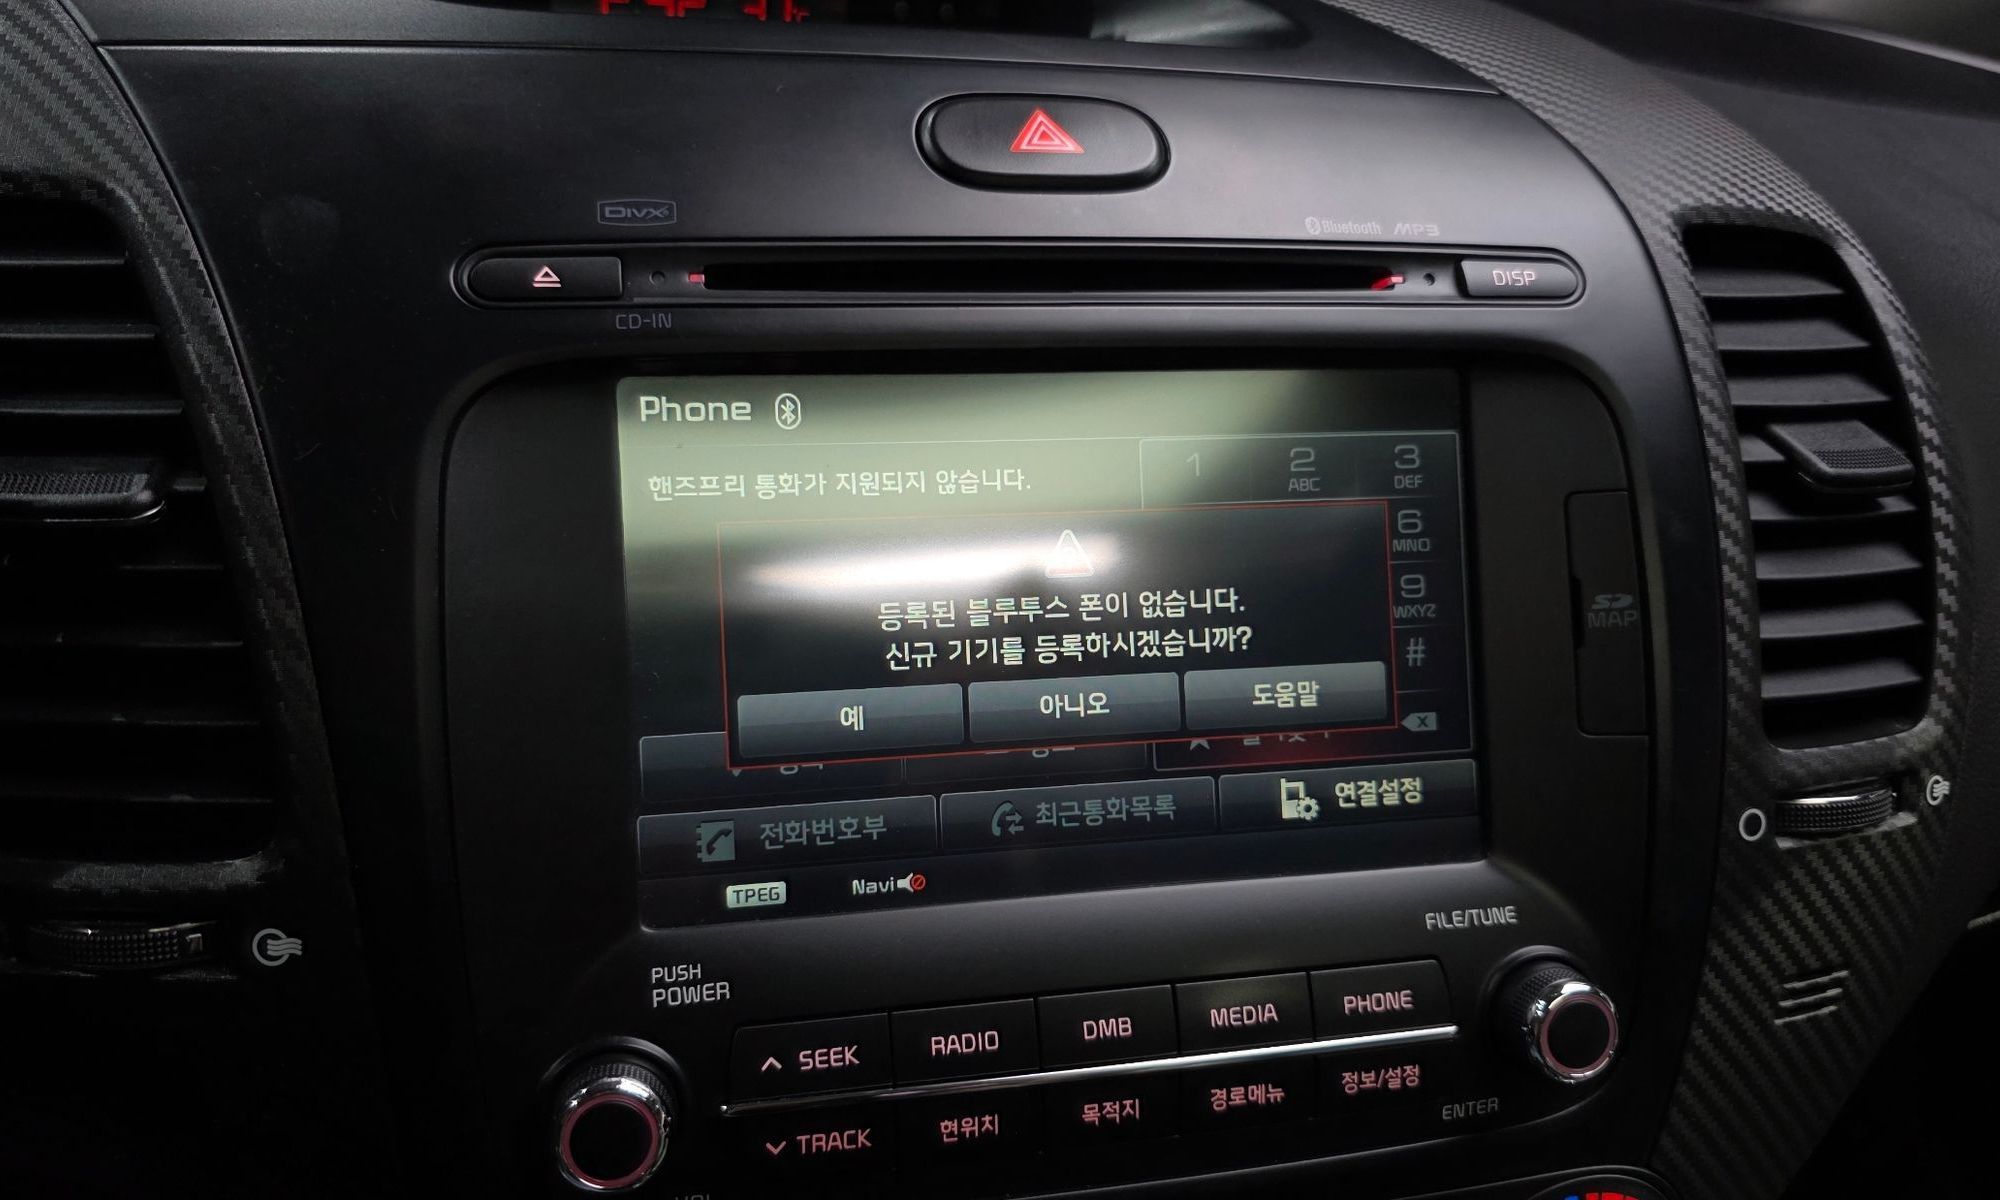 DIVX
Bluetooth MP3
DISP
CD-IN
Phone
핸즈프리 통화가 지원되지 않습니다.
1
2
ABC
3
DEF
6
MNO
9
WXYZ
#
등록된 블루투스 폰이 없습니다.
신규 기기를 등록하시겠습니까?
예
아니오
도움말
전화번호부
최근통화목록
연결설정
TPEG
Navi
SD
MAP
FILE/TUNE
PUSH
POWER
SEEK
RADIO
DMB
MEDIA
PHONE
TRACK
현위치
목적지
경로메뉴
정보/설정
ENTER